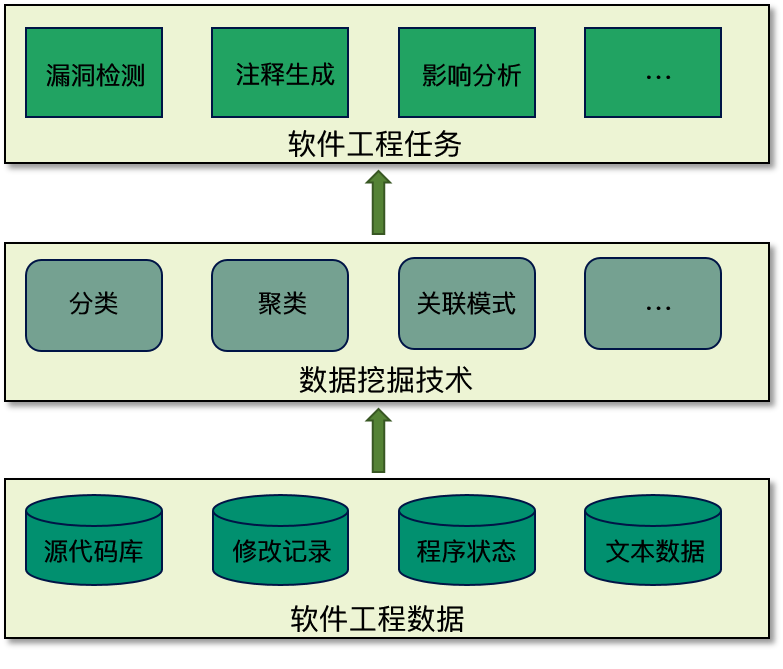 漏洞检测
注释生成
影响分析
…
软件工程任务
分类
聚类
关联模式
…
数据挖掘技术
源代码库
修改记录
程序状态
文本数据
软件工程数据